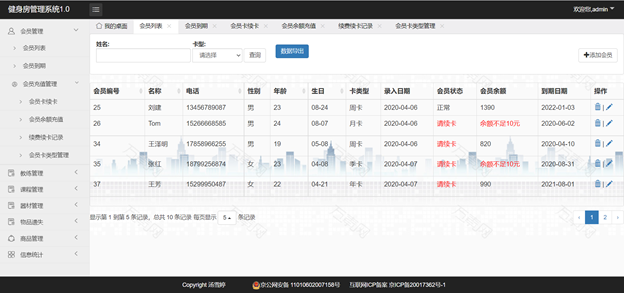 健身房管理系统1.0
欢迎您,admin
会员管理
会员列表
会员到期
会员充值管理
会员卡续卡
会员余额充值
续费续卡记录
会员卡类型管理
教练管理
课程管理
器材管理
物品遗失
商品管理
信息统计
我的桌面 会员列表 会员到期 会员卡续卡 会员余额充值 续费续卡记录 会员卡类型管理
姓名: 卡型:
请选择 查询 数据导出 添加会员
会员编号 名称 电话 性别 年龄 生日 卡类型 录入日期 会员状态 会员余额 到期日期 操作
25 刘建 13456789087 男 23 08-24 周卡 2020-04-06 正常 1390 2022-01-03
26 Tom 15266668585 男 24 08-07 月卡 2020-04-06 请续卡 余额不足10元 2020-06-02
34 王泽明 17858966255 男 19 05-08 周卡 2020-04-06 请续卡 820 2020-04-10
35 张红 18799256874 女 23 04-08 季卡 2020-04-07 请续卡 余额不足10元 2020-08-31
37 王芳 15299950487 女 22 04-21 年卡 2020-04-07 请续卡 990 2021-08-01
显示第 1 到第 5 条记录，总共 10 条记录 每页显示 5 条记录
‹ 1 2 ›
Copyright 汤雪婷 京公网安备 11010602007158号 互联网ICP备案 京ICP备20017362号-1